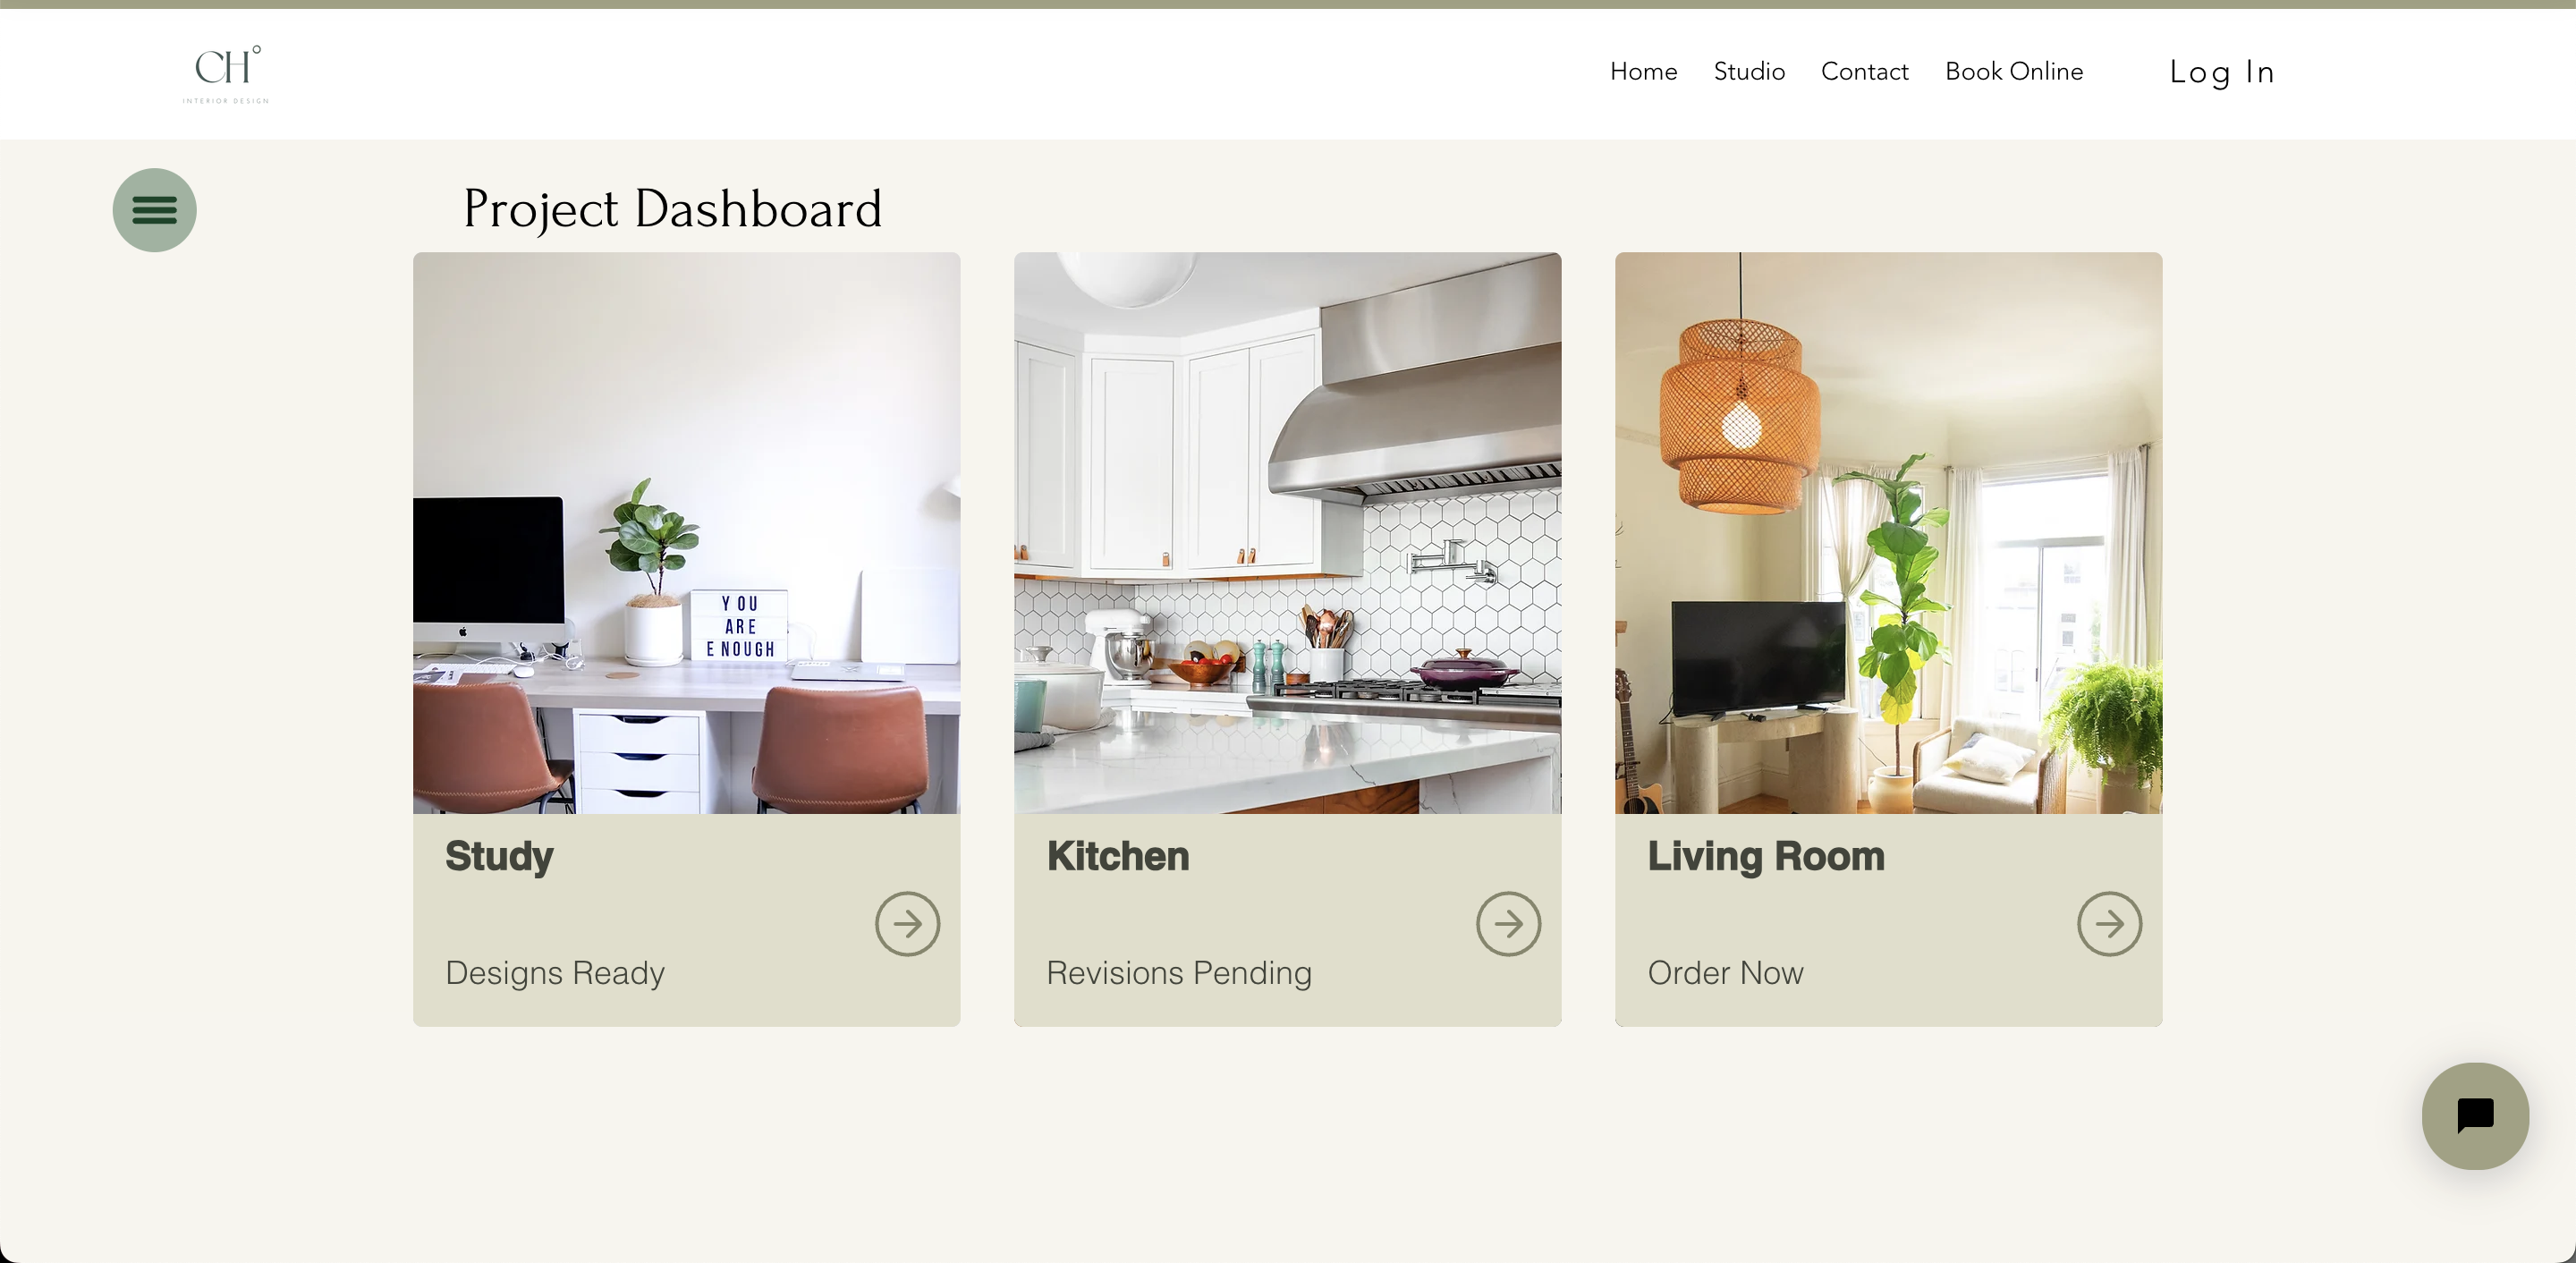 CH°
INTERIOR DESIGN
Home Studio Contact Book Online Log In
Project Dashboard
YOU
ARE
ENOUGH
Study
Designs Ready
Kitchen
Revisions Pending
Living Room
Order Now